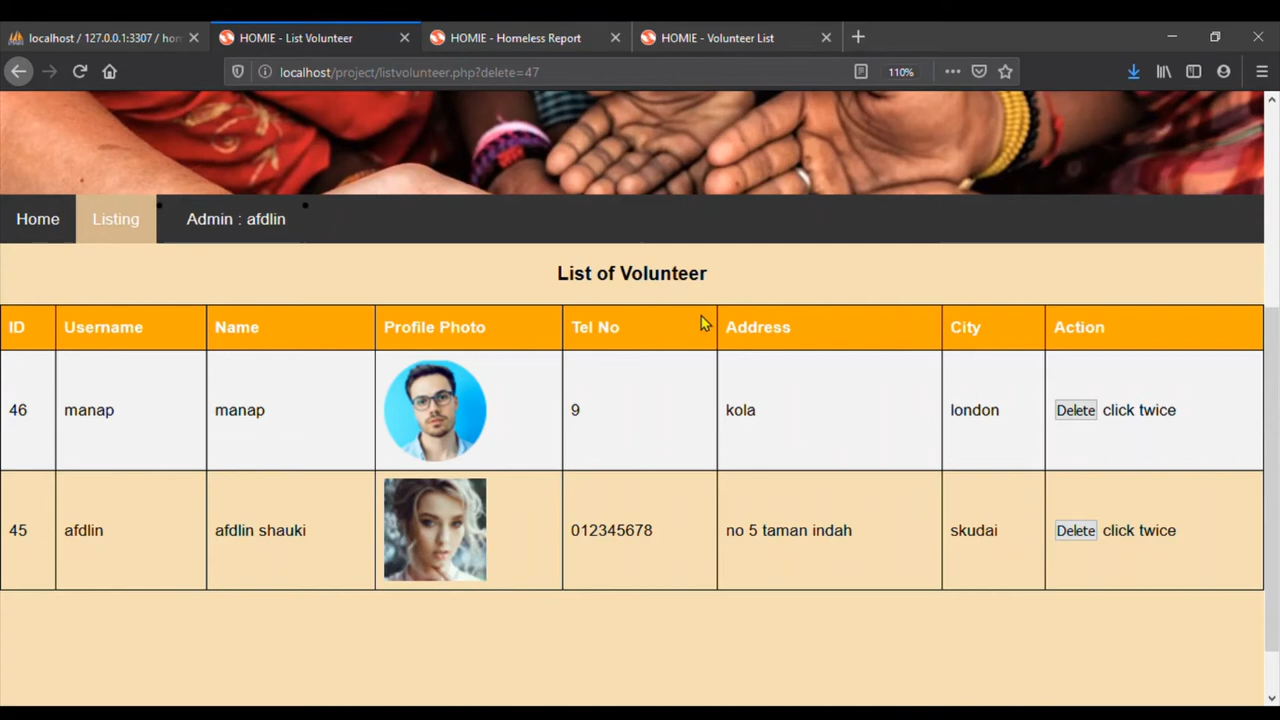 localhost / 127.0.0.1:3307 / hom
HOMIE - List Volunteer
HOMIE - Homeless Report
HOMIE - Volunteer List
localhost/project/listvolunteer.php?delete=47
110%
Home Listing Admin : afdlin
List of Volunteer
ID Username Name Profile Photo Tel No Address City Action
46 manap manap 9 kola london Delete click twice
45 afdlin afdlin shauki 012345678 no 5 taman indah skudai Delete click twice